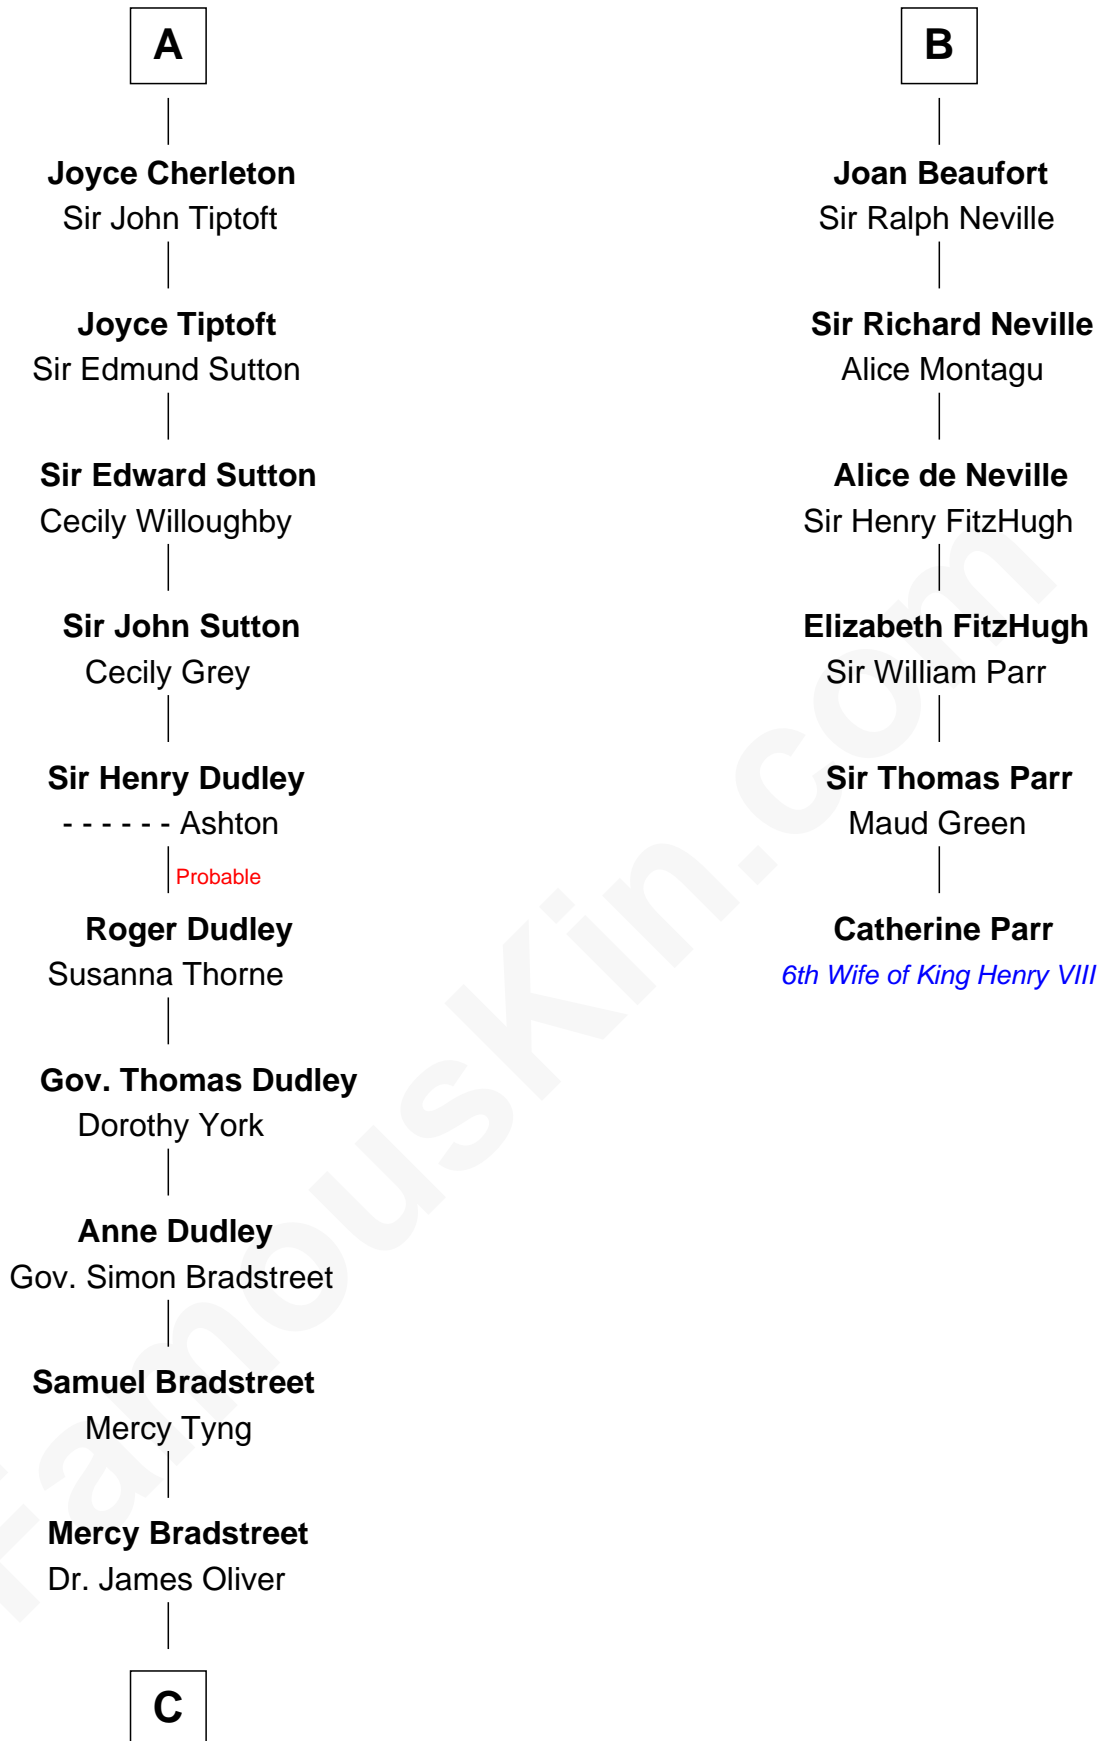 A
Joyce Cherleton
Sir John Tiptoft
Joyce Tiptoft
Sir Edmund Sutton
Sir Edward Sutton
Cecily Willoughby
Sir John Sutton
Cecily Grey
Sir Henry Dudley
- - - - - - Ashton
Probable
Roger Dudley
Susanna Thorne
Gov. Thomas Dudley
Dorothy York
Anne Dudley
Gov. Simon Bradstreet
Samuel Bradstreet
Mercy Tyng
Mercy Bradstreet
Dr. James Oliver
C
B
Joan Beaufort
Sir Ralph Neville
Sir Richard Neville
Alice Montagu
Alice de Neville
Sir Henry FitzHugh
Elizabeth FitzHugh
Sir William Parr
Sir Thomas Parr
Maud Green
Catherine Parr
6th Wife of King Henry VIII
FamousKin.com